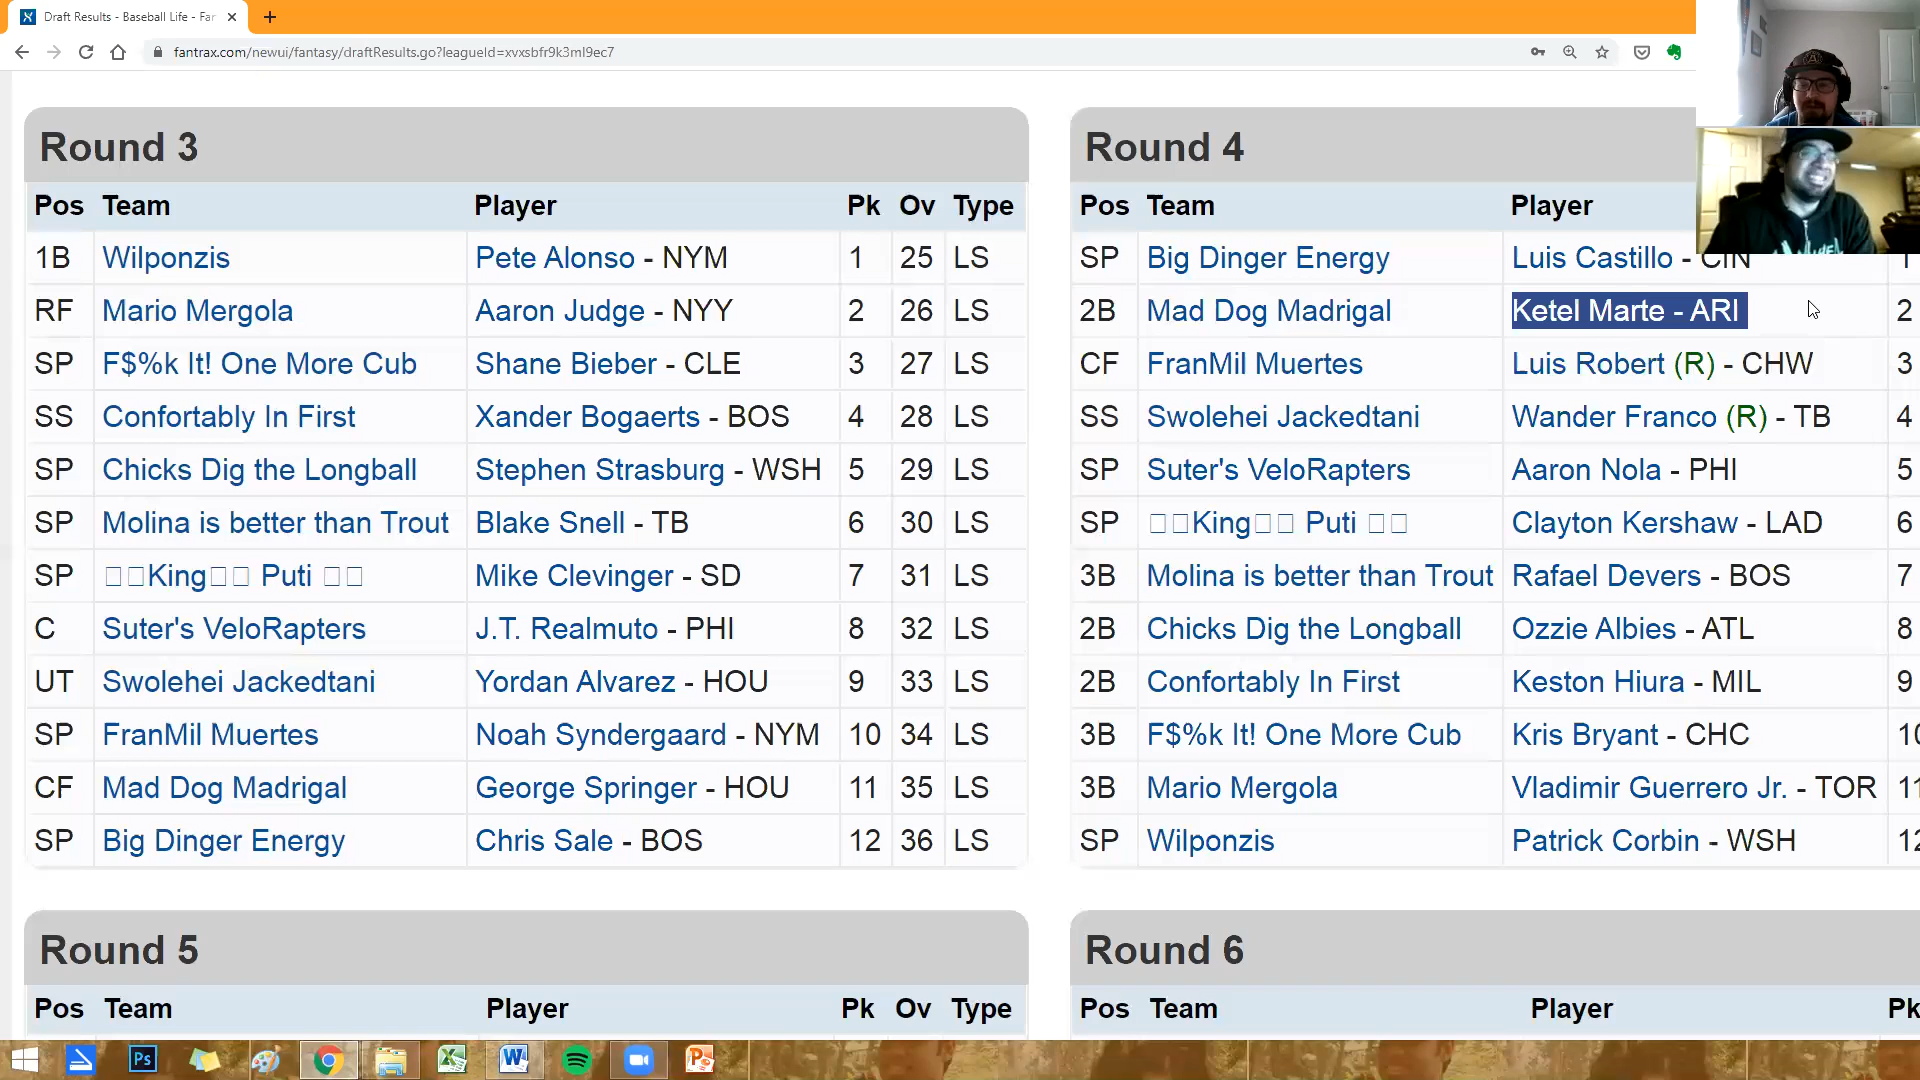 Draft Results - Baseball Life - Far
fantrax.com/newui/fantasy/draftResults.go?leagueId=xvxsbfr9k3ml9ec7
Round 3
Pos Team Player Pk Ov Type
1B Wilponzis Pete Alonso - NYM 1 25 LS
RF Mario Mergola Aaron Judge - NYY 2 26 LS
SP F$%k It! One More Cub Shane Bieber - CLE 3 27 LS
SS Confortably In First Xander Bogaerts - BOS 4 28 LS
SP Chicks Dig the Longball Stephen Strasburg - WSH 5 29 LS
SP Molina is better than Trout Blake Snell - TB 6 30 LS
SP King Puti Mike Clevinger - SD 7 31 LS
C Suter's VeloRapters J.T. Realmuto - PHI 8 32 LS
UT Swolehei Jackedtani Yordan Alvarez - HOU 9 33 LS
SP FranMil Muertes Noah Syndergaard - NYM 10 34 LS
CF Mad Dog Madrigal George Springer - HOU 11 35 LS
SP Big Dinger Energy Chris Sale - BOS 12 36 LS
Round 4
Pos Team Player
SP Big Dinger Energy Luis Castillo - CIN 1
2B Mad Dog Madrigal Ketel Marte - ARI 2
CF FranMil Muertes Luis Robert (R) - CHW 3
SS Swolehei Jackedtani Wander Franco (R) - TB 4
SP Suter's VeloRapters Aaron Nola - PHI 5
SP King Puti Clayton Kershaw - LAD 6
3B Molina is better than Trout Rafael Devers - BOS 7
2B Chicks Dig the Longball Ozzie Albies - ATL 8
2B Confortably In First Keston Hiura - MIL 9
3B F$%k It! One More Cub Kris Bryant - CHC 10
3B Mario Mergola Vladimir Guerrero Jr. - TOR 11
SP Wilponzis Patrick Corbin - WSH 12
Round 5
Pos Team Player Pk Ov Type
Round 6
Pos Team Player Pk